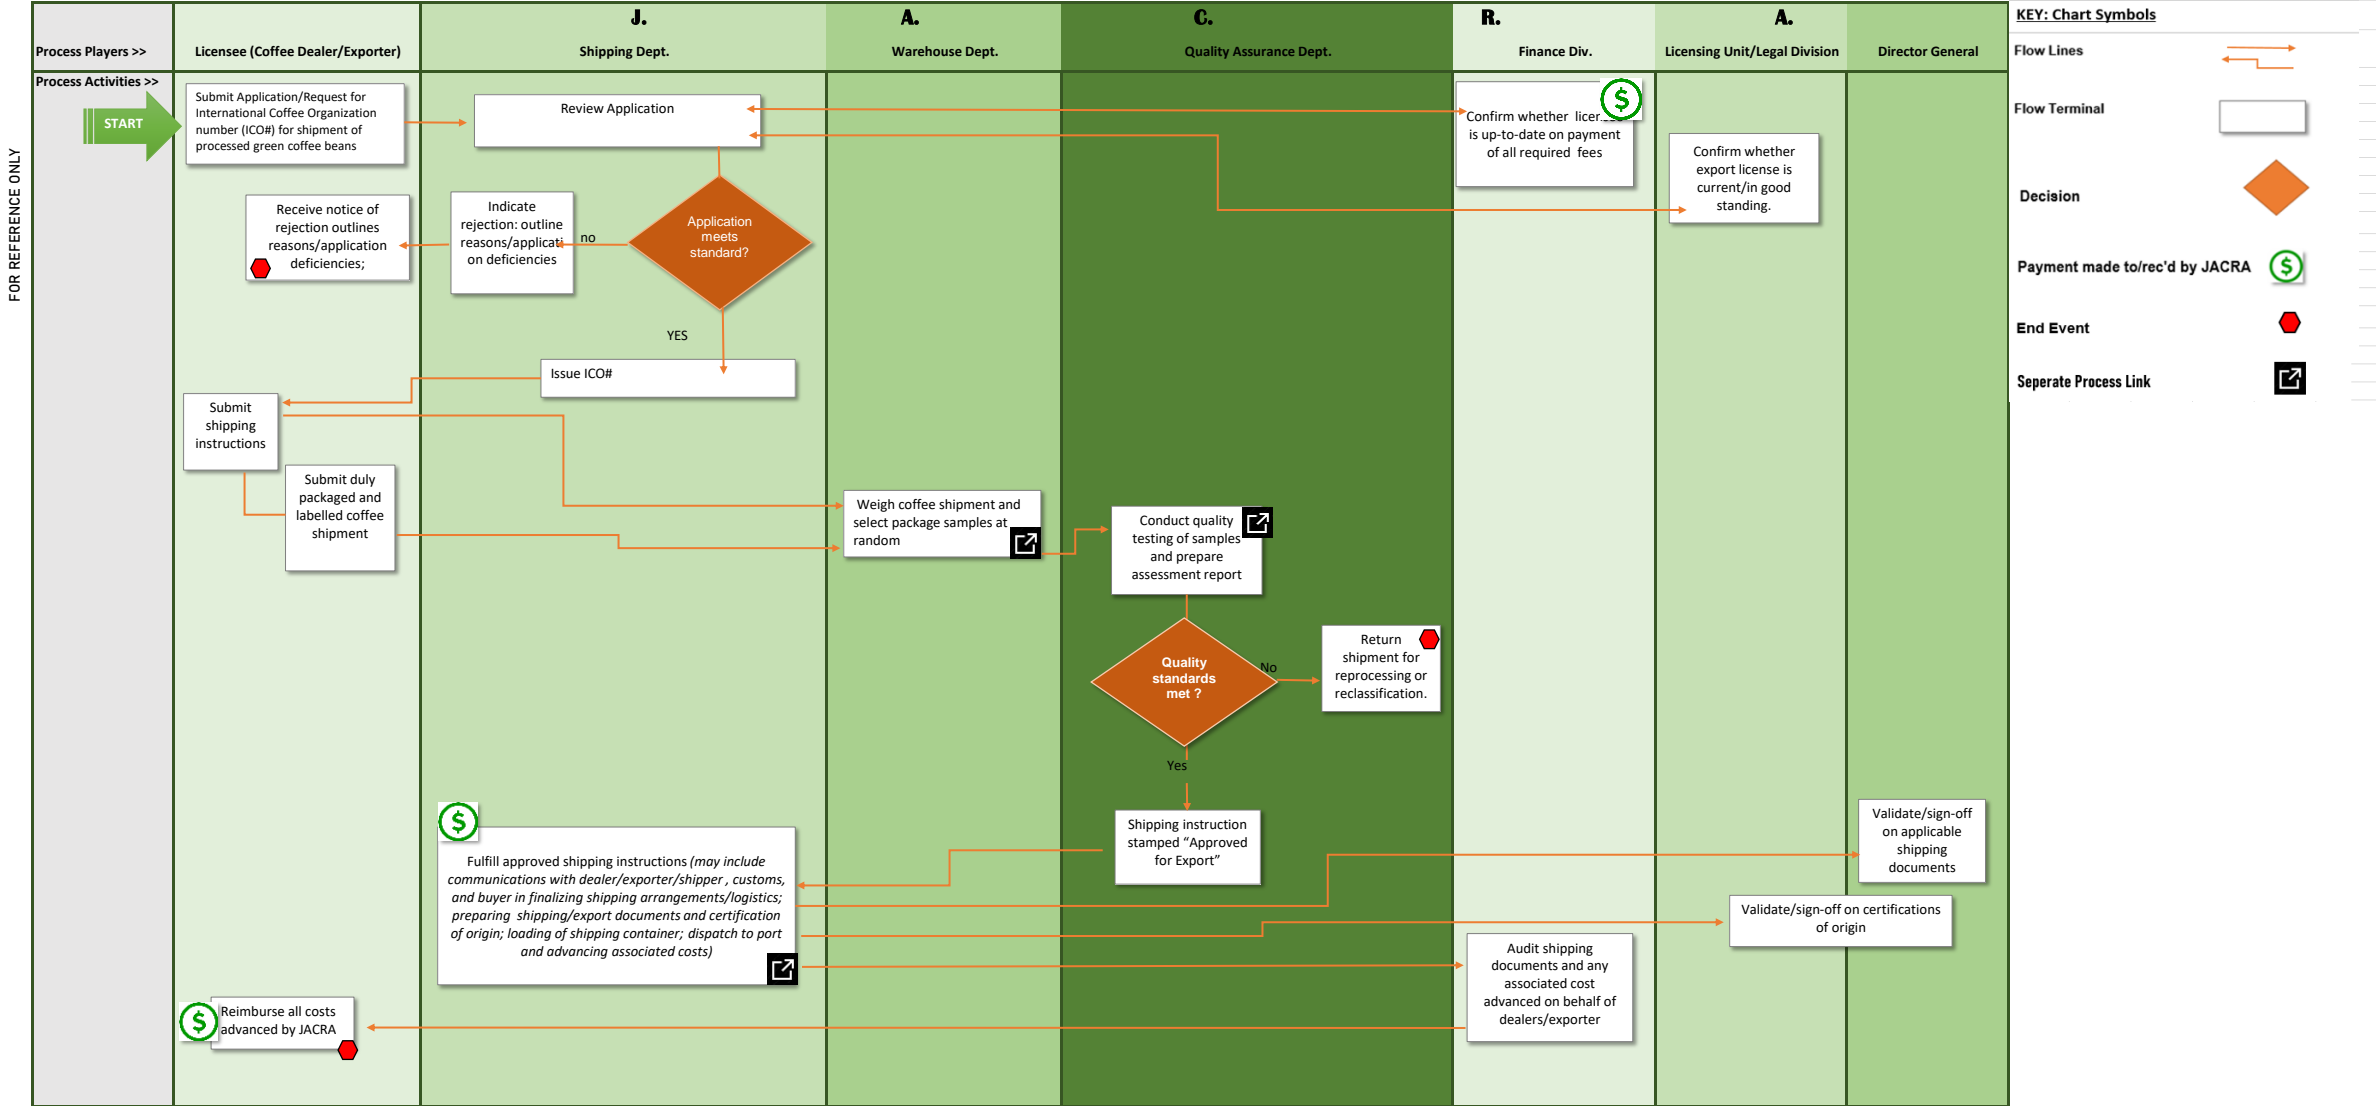 J.
A.
C.
R.
A.
KEY: Chart Symbols
Process Players >>
Licensee (Coffee Dealer/Exporter)
Shipping Dept.
Warehouse Dept.
Quality Assurance Dept.
Finance Div.
Licensing Unit/Legal Division
Director General
Flow Lines
Flow Terminal
Decision
Payment made to/rec'd by JACRA
End Event
Seperate Process Link
FOR REFERENCE ONLY
Process Activities >>
START
Submit Application/Request for
International Coffee Organization
number (ICO#) for shipment of
processed green coffee beans
Review Application
$
Confirm whether
is up-to-date on payment
of all required fees
Confirm whether
export license is
current/in good
standing.
Application
meets
standard?
no
Indicate
rejection: outline
reasons/applicati
on deficiencies
Receive notice of
rejection outlines
reasons/application
deficiencies;
YES
Issue ICO#
Submit
shipping
instructions
Submit duly
packaged and
labelled coffee
shipment
Weigh coffee shipment and
select package samples at
random
Conduct quality
testing of samples
and prepare
assessment report
Quality
standards
met ?
No
Return
shipment for
reprocessing or
reclassification.
Yes
Shipping instruction
stamped “Approved
for Export”
$
Fulfill approved shipping instructions (may include
communications with dealer/exporter/shipper , customs,
and buyer in finalizing shipping arrangements/logistics;
preparing shipping/export documents and certification
of origin; loading of shipping container; dispatch to port
and advancing associated costs)
Validate/sign-off
on applicable
shipping
documents
Validate/sign-off on certifications
of origin
Audit shipping
documents and any
associated cost
advanced on behalf of
dealers/exporter
$
Reimburse all costs
advanced by JACRA
$